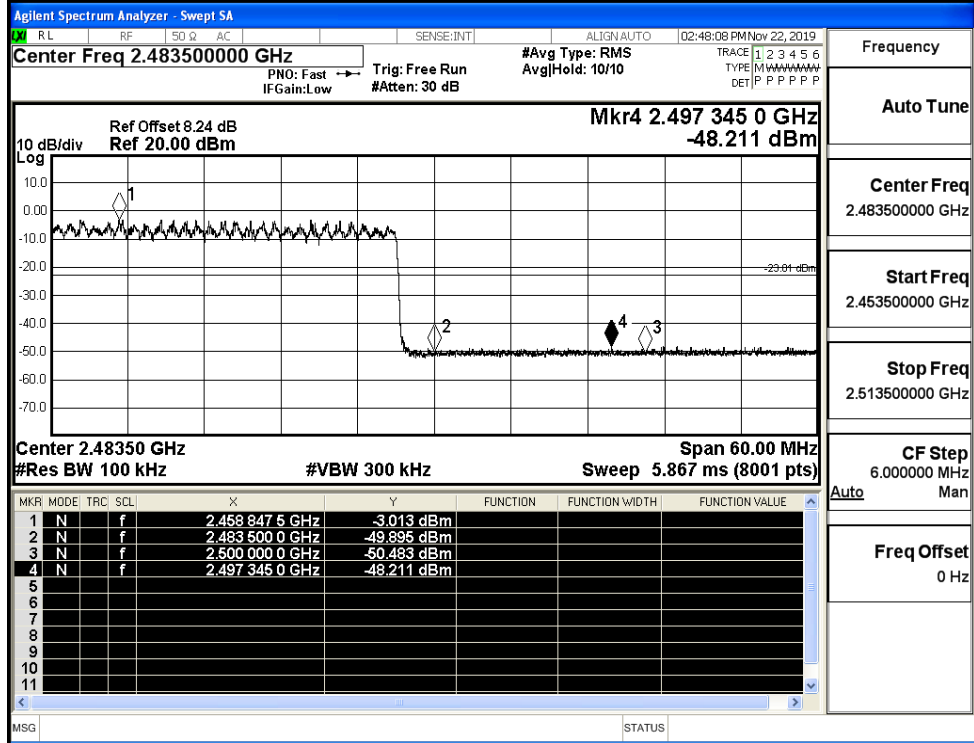 Agilent Spectrum Analyzer - Swept SA
LXI RL RF 50 Ω AC SENSE:INT ALIGN AUTO 02:48:08 PM Nov 22, 2019
Center Freq 2.483500000 GHz
PNO: Fast
IFGain:Low
Trig: Free Run
#Atten: 30 dB
#Avg Type: RMS
Avg|Hold: 10/10
TRACE 1 2 3 4 5 6
TYPE M
DET P P P P P P
Mkr4 2.497 345 0 GHz
-48.211 dBm
Ref Offset 8.24 dB
10 dB/div Ref 20.00 dBm
Log
10.0
0.00
-10.0
-20.0
-30.0
-40.0
-50.0
-60.0
-70.0
1
-23.01 dBm
2
4
3
Center 2.48350 GHz Span 60.00 MHz
#Res BW 100 kHz #VBW 300 kHz Sweep 5.867 ms (8001 pts)
MKR MODE TRC SCL X Y FUNCTION FUNCTION WIDTH FUNCTION VALUE
1 N f 2.458 847 5 GHz -3.013 dBm
2 N f 2.483 500 0 GHz -49.895 dBm
3 N f 2.500 000 0 GHz -50.483 dBm
4 N f 2.497 345 0 GHz -48.211 dBm
5
6
7
8
9
10
11
MSG STATUS
Frequency
Auto Tune
Center Freq
2.483500000 GHz
Start Freq
2.453500000 GHz
Stop Freq
2.513500000 GHz
CF Step
6.000000 MHz
Auto Man
Freq Offset
0 Hz